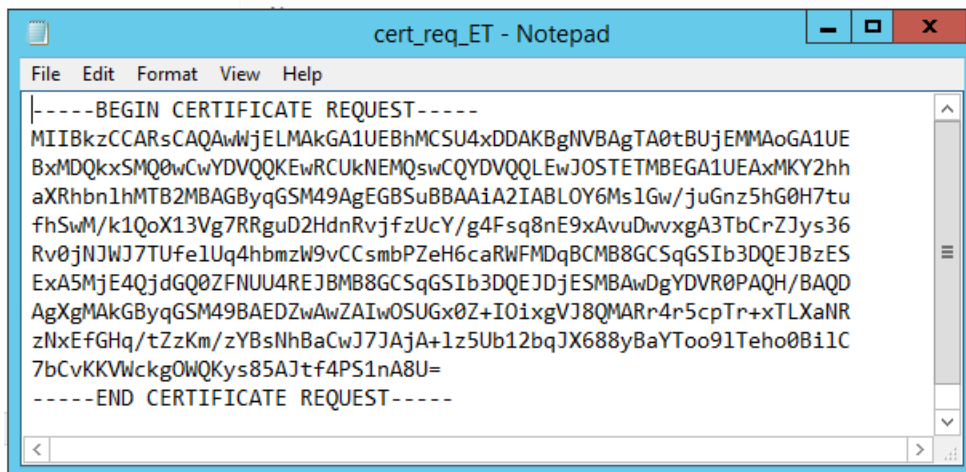 cert_req_ET - Notepad
File Edit Format View Help
-----BEGIN CERTIFICATE REQUEST-----
MIIBkzCCARsCAQAwWjELMAkGA1UEBhMCSU4xDDAKBgNVBAgTA0tBUjEMMAoGA1UE
BxMDQkxSMQ0wCwYDVQQKEwRCUkNEMQswCQYDVQQLEwJOSTETMBEGA1UEAxMKY2hh
aXRhbnlhMTB2MBAGByqGSM49AgEGBSuBBAAiA2IABLOY6MslGw/juGnz5hG0H7tu
fhSwM/k1QoX13Vg7RRguD2HdnRvjfzUcY/g4Fsq8nE9xAvuDwvxgA3TbCrZJys36
Rv0jNJWJ7TUfelUq4hbmzW9vCCsmbPZeH6caRWFMDqBCMB8GCSqGSIb3DQEJBzES
ExA5MjE4QjdGQ0ZFNUU4REJBMB8GCSqGSIb3DQEJDjESMBAwDgYDVR0PAQH/BAQD
AgXgMAkGByqGSM49BAEDZwAwZAIwOSUGx0Z+IOixgVJ8QMARr4r5cpTr+xTLXaNR
zNxEfGHq/tZzKm/zYBsNhBaCwJ7JAjA+lz5Ub12bqJX688yBaYToo9lTeho0BilC
7bCvKKVWckgOWQKys85AJtf4PS1nA8U=
-----END CERTIFICATE REQUEST-----